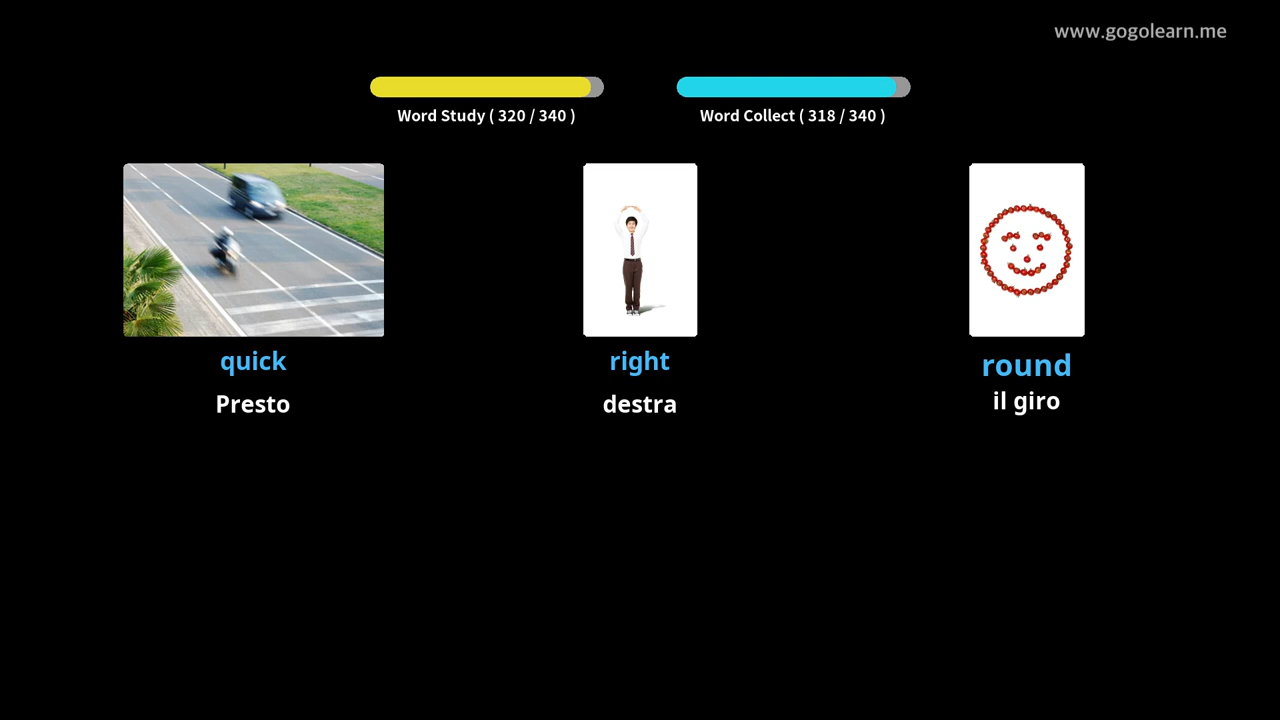 www.gogolearn.me
Word Study ( 320 / 340 )
Word Collect ( 318 / 340 )
quick
right
round
Presto
destra
il giro